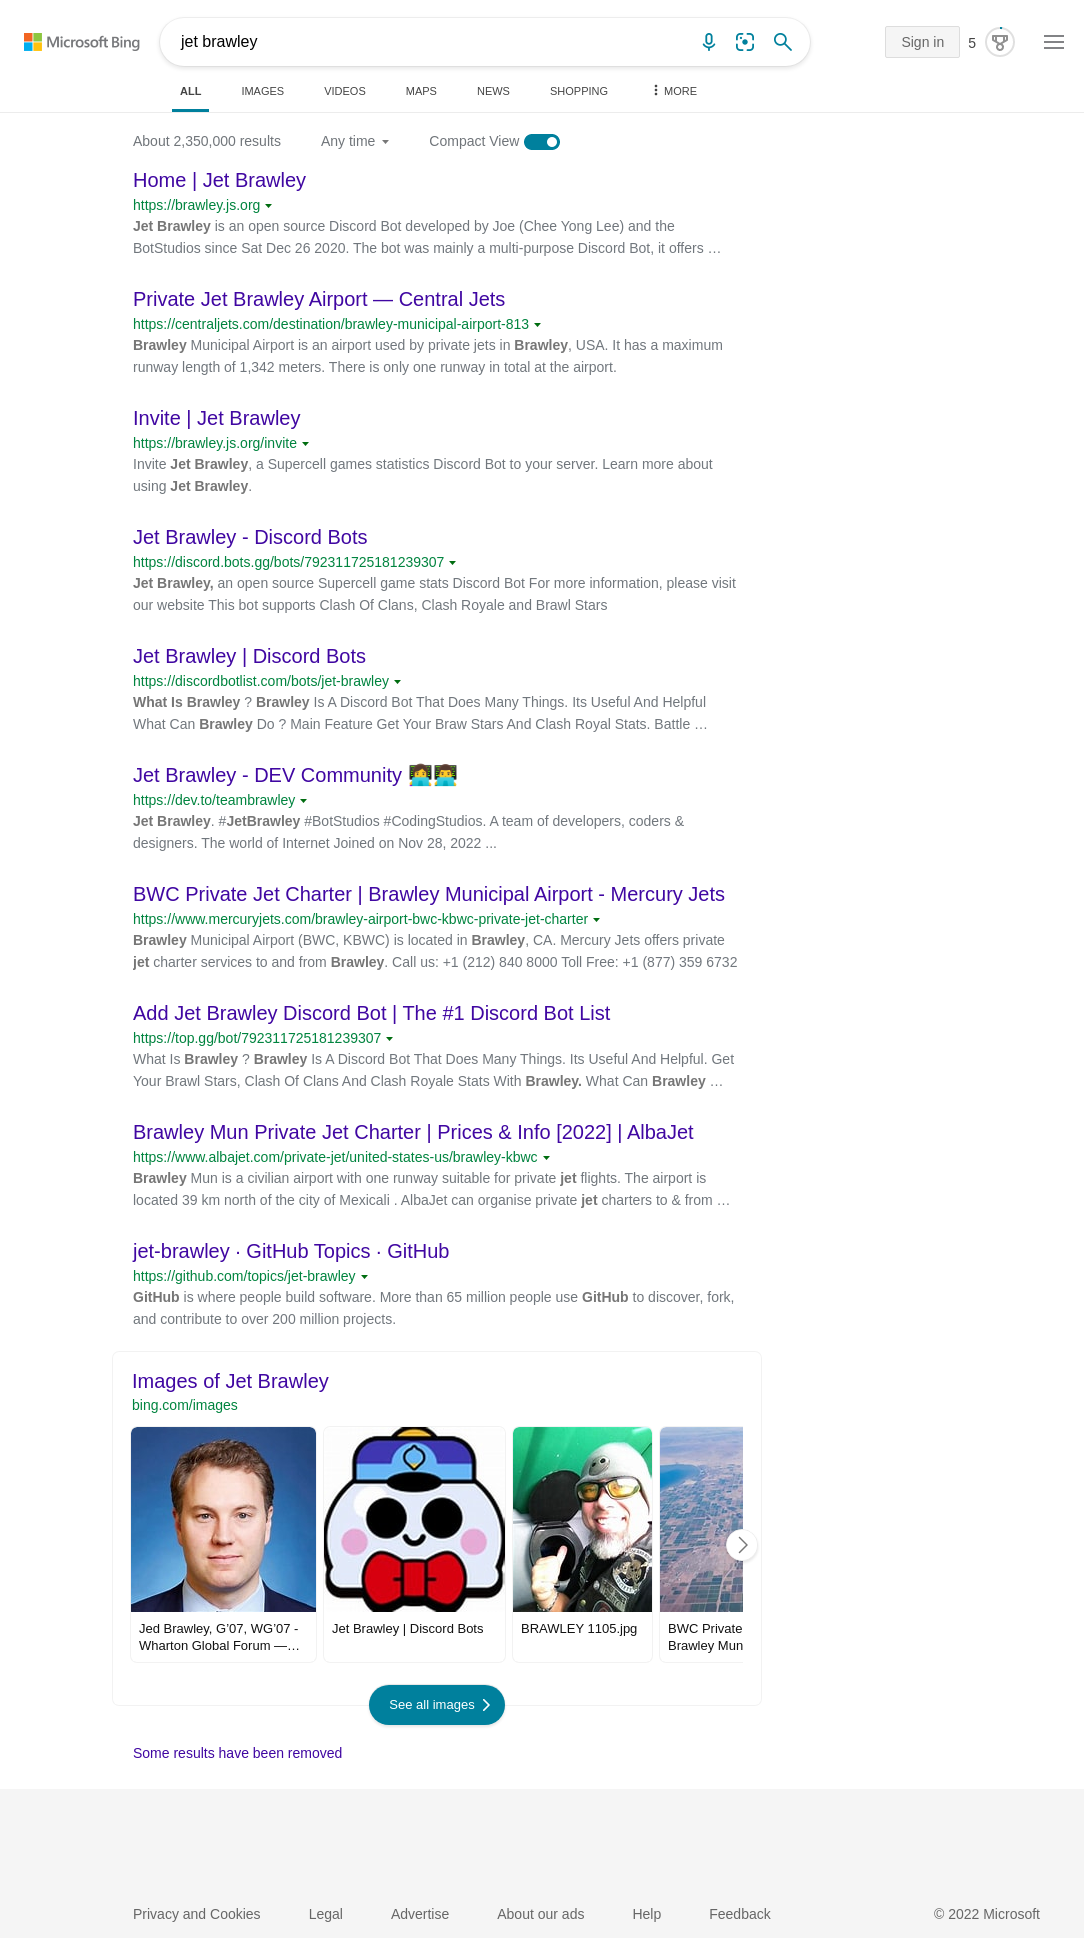 Microsoft Bing
jet brawley
Sign in
5
ALL
IMAGES
VIDEOS
MAPS
NEWS
SHOPPING
MORE
About 2,350,000 results
Any time
Compact View
Home | Jet Brawley
https://brawley.js.org
Jet Brawley is an open source Discord Bot developed by Joe (Chee Yong Lee) and the
BotStudios since Sat Dec 26 2020. The bot was mainly a multi-purpose Discord Bot, it offers …
Private Jet Brawley Airport — Central Jets
https://centraljets.com/destination/brawley-municipal-airport-813
Brawley Municipal Airport is an airport used by private jets in Brawley, USA. It has a maximum
runway length of 1,342 meters. There is only one runway in total at the airport.
Invite | Jet Brawley
https://brawley.js.org/invite
Invite Jet Brawley, a Supercell games statistics Discord Bot to your server. Learn more about
using Jet Brawley.
Jet Brawley - Discord Bots
https://discord.bots.gg/bots/792311725181239307
Jet Brawley, an open source Supercell game stats Discord Bot For more information, please visit
our website This bot supports Clash Of Clans, Clash Royale and Brawl Stars
Jet Brawley | Discord Bots
https://discordbotlist.com/bots/jet-brawley
What Is Brawley ? Brawley Is A Discord Bot That Does Many Things. Its Useful And Helpful
What Can Brawley Do ? Main Feature Get Your Braw Stars And Clash Royal Stats. Battle …
Jet Brawley - DEV Community 👩‍💻👨‍💻
https://dev.to/teambrawley
Jet Brawley. #JetBrawley #BotStudios #CodingStudios. A team of developers, coders &
designers. The world of Internet Joined on Nov 28, 2022 ...
BWC Private Jet Charter | Brawley Municipal Airport - Mercury Jets
https://www.mercuryjets.com/brawley-airport-bwc-kbwc-private-jet-charter
Brawley Municipal Airport (BWC, KBWC) is located in Brawley, CA. Mercury Jets offers private
jet charter services to and from Brawley. Call us: +1 (212) 840 8000 Toll Free: +1 (877) 359 6732
Add Jet Brawley Discord Bot | The #1 Discord Bot List
https://top.gg/bot/792311725181239307
What Is Brawley ? Brawley Is A Discord Bot That Does Many Things. Its Useful And Helpful. Get
Your Brawl Stars, Clash Of Clans And Clash Royale Stats With Brawley. What Can Brawley …
Brawley Mun Private Jet Charter | Prices & Info [2022] | AlbaJet
https://www.albajet.com/private-jet/united-states-us/brawley-kbwc
Brawley Mun is a civilian airport with one runway suitable for private jet flights. The airport is
located 39 km north of the city of Mexicali . AlbaJet can organise private jet charters to & from …
jet-brawley · GitHub Topics · GitHub
https://github.com/topics/jet-brawley
GitHub is where people build software. More than 65 million people use GitHub to discover, fork,
and contribute to over 200 million projects.
Images of Jet Brawley
bing.com/images
Jed Brawley, G’07, WG’07 -
Wharton Global Forum —…
Jet Brawley | Discord Bots
BRAWLEY 1105.jpg
BWC Private
Brawley Mun
See all images
Some results have been removed
Privacy and Cookies
Legal
Advertise
About our ads
Help
Feedback
© 2022 Microsoft